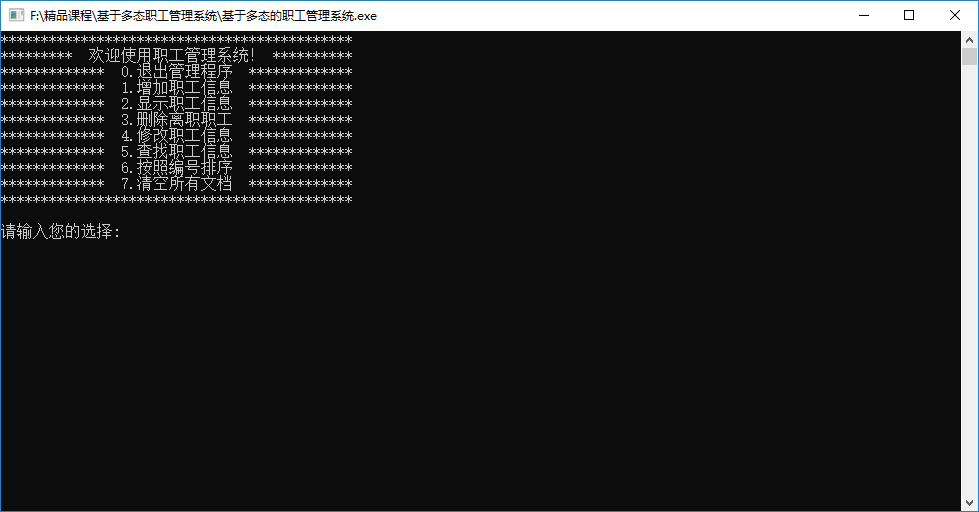 F:\精品课程\基于多态职工管理系统\基于多态的职工管理系统.exe
********************************************
*********  欢迎使用职工管理系统!  **********
*************  0.退出管理程序  *************
*************  1.增加职工信息  *************
*************  2.显示职工信息  *************
*************  3.删除离职职工  *************
*************  4.修改职工信息  *************
*************  5.查找职工信息  *************
*************  6.按照编号排序  *************
*************  7.清空所有文档  *************
********************************************
请输入您的选择: